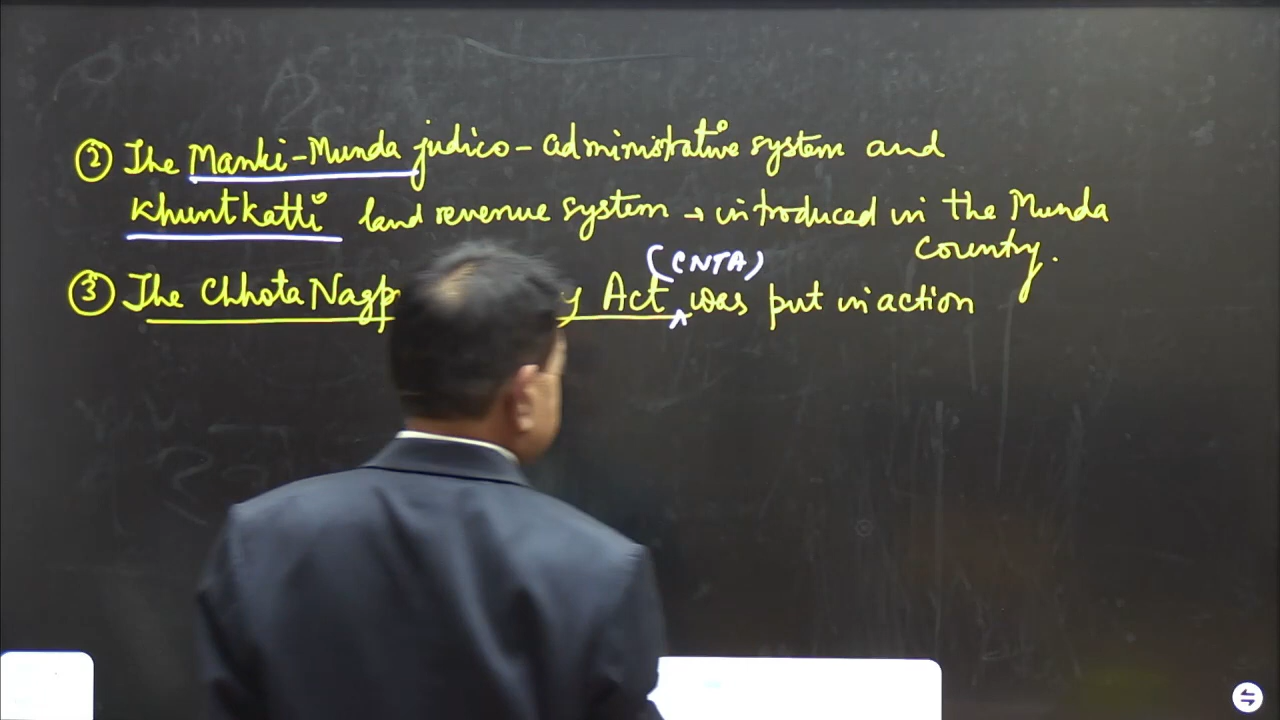 ② The Manki-Munda judico-administrative system and
Khuntkatti land revenue system → introduced in the Munda
country.
(CNTA)
③ The Chhota Nagp Act ^ was put in action